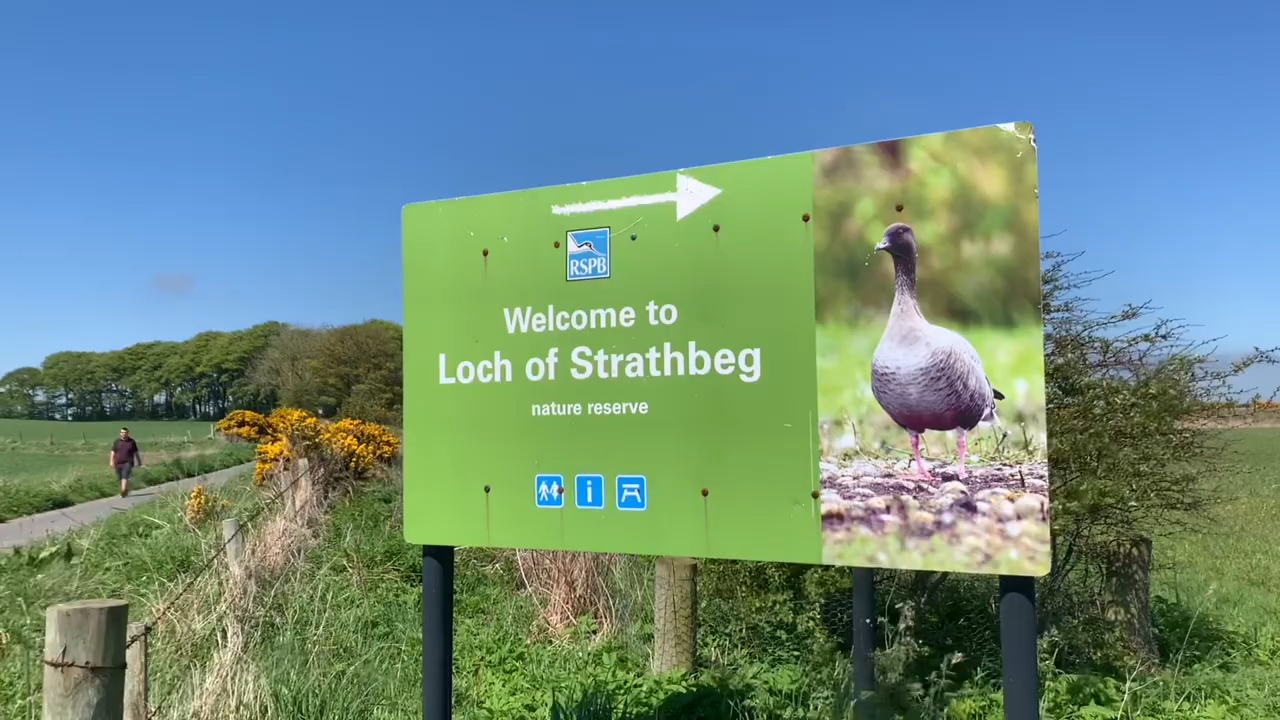 RSPB
Welcome to
Loch of Strathbeg
nature reserve
i